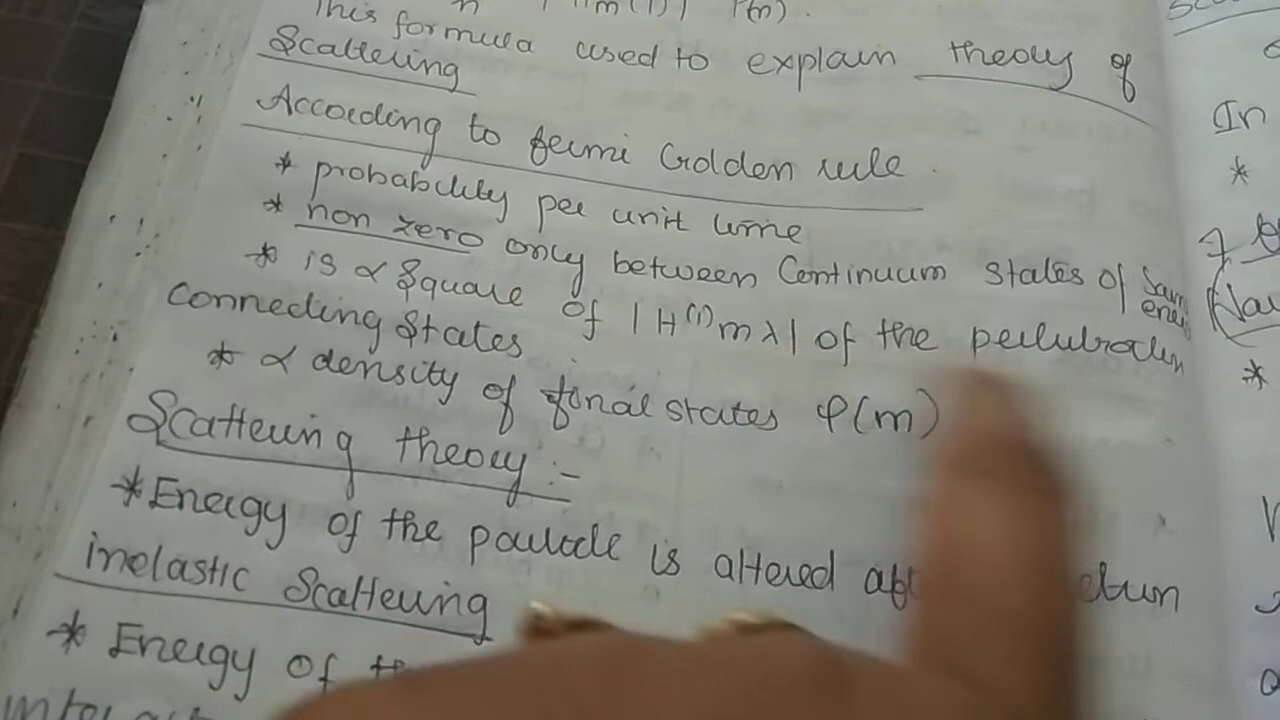 This formula used to explain theory of
Scattering
According to fermi Golden rule.
* probability per unit time
* non zero only between Continuum states of Same
* is ∝ Square of |H⁽¹⁾mλ| of the perturbation
Connecting States
* ∝ density of final states φ(m)
Scattering theory :-
* Energy of the particle is altered
inelastic Scattering
* Energy of
In
*
*